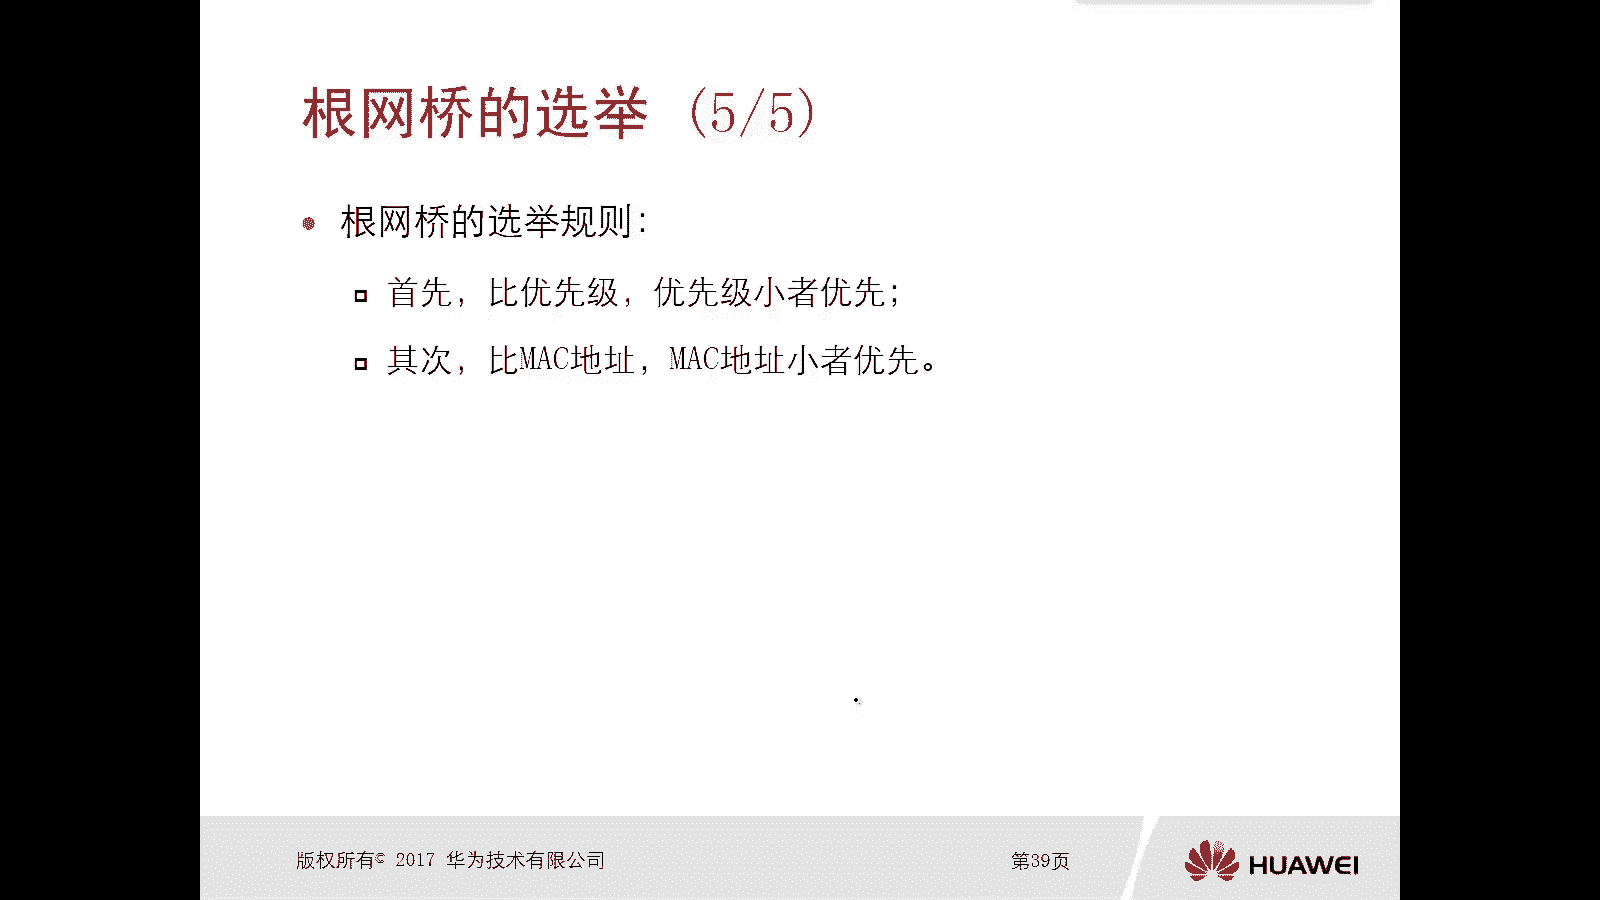 根网桥的选举 (5/5)
根网桥的选举规则：
首先，比优先级，优先级小者优先；
其次，比MAC地址，MAC地址小者优先。
版权所有© 2017 华为技术有限公司
第39页
HUAWEI